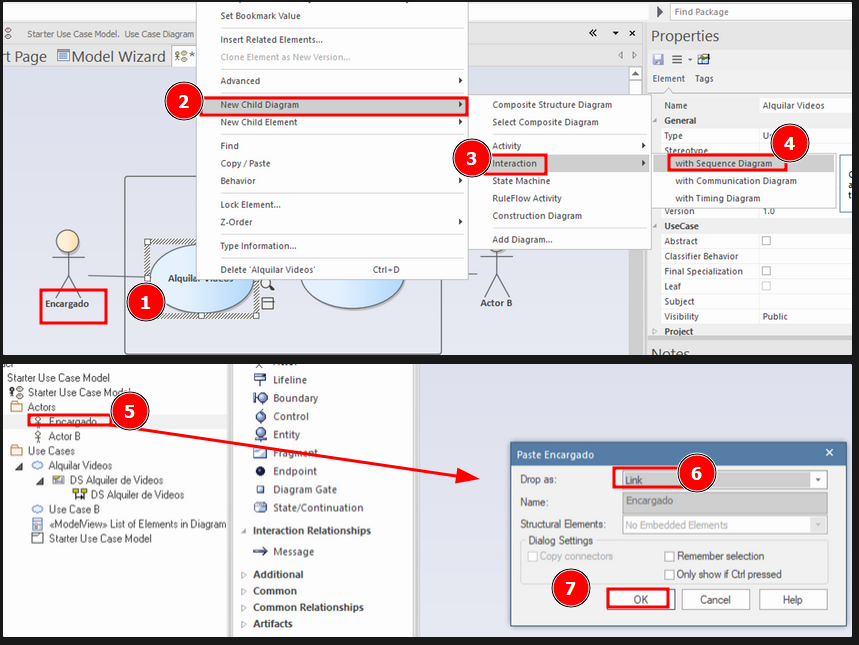 Set Bookmark Value
Find Package
Starter Use Case Model. Use Case Diagram
Insert Related Elements...
Properties
Clone Element as New Version...
rt Page
Model Wizard
Advanced
Element Tags
2
New Child Diagram
Composite Structure Diagram
Name
Alquilar Videos
New Child Element
Select Composite Diagram
General
Type
Find
Activity
4
Stereotype
Copy / Paste
3
Interaction
with Sequence Diagram
Behavior
State Machine
with Communication Diagram
RuleFlow Activity
with Timing Diagram
Lock Element...
Construction Diagram
Version
1.0
Z-Order
UseCase
Add Diagram...
Abstract
Type Information...
Classifier Behavior
Delete 'Alquilar Videos'
Ctrl+D
Final Specialization
Alquilar Videos
Leaf
Encargado
1
Actor B
Subject
Visibility
Public
Project
Notes
Starter Use Case Model
Starter Use Case Model
Actors
Encargado
5
Actor B
Use Cases
Alquilar Videos
DS Alquiler de Videos
DS Alquiler de Videos
Use Case B
«ModelView» List of Elements in Diagram
Starter Use Case Model
Actor
Lifeline
Boundary
Control
Entity
Fragment
Endpoint
Diagram Gate
State/Continuation
Interaction Relationships
Message
Additional
Common
Common Relationships
Artifacts
Paste Encargado
Drop as:
Link
6
Name:
Encargado
Structural Elements:
No Embedded Elements
Dialog Settings
Copy connectors
Remember selection
Only show if Ctrl pressed
7
OK
Cancel
Help